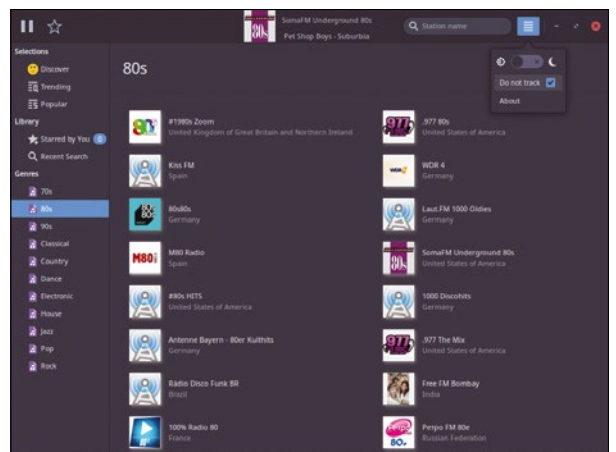 SomaFM Underground 80s
Pet Shop Boys - Suburbia
Station name
Selections
Discover
Trending
Popular
Library
Starred by You 0
Recent Search
Genres
70s
80s
90s
Classical
Country
Dance
Electronic
House
Jazz
Pop
Rock
Do not track
About
80s
#1980s Zoom
United Kingdom of Great Britain and Northern Ireland
.977 80s
United States of America
Kiss FM
Spain
WDR 4
Germany
80s80s
Germany
Laut.FM 1000 Oldies
Germany
M80 Radio
Spain
SomaFM Underground 80s
United States of America
#80s HITS
United States of America
1000 Discohits
Germany
Antenne Bayern - 80er Kulthits
Germany
.977 The Mix
United States of America
Rádio Disco Funk BR
Brazil
Free FM Bombay
India
100% Radio 80
France
Ретро FM 80е
Russian Federation